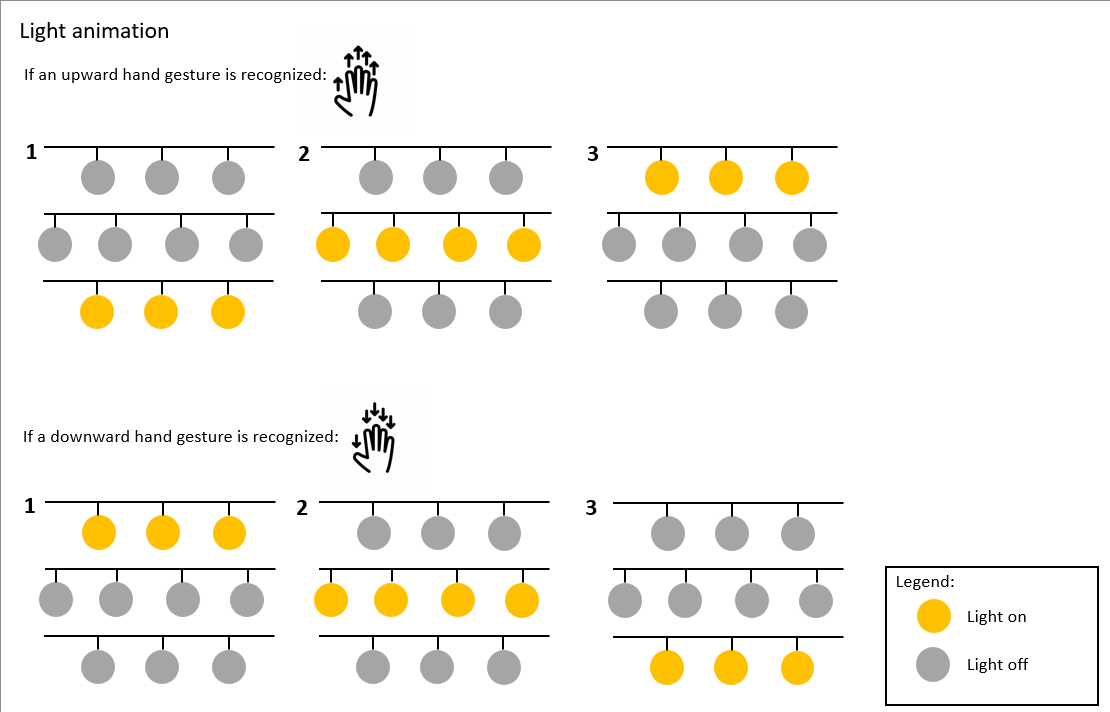 Light animation
If an upward hand gesture is recognized:
1 2 3
If a downward hand gesture is recognized:
1 2 3
Legend:
Light on
Light off